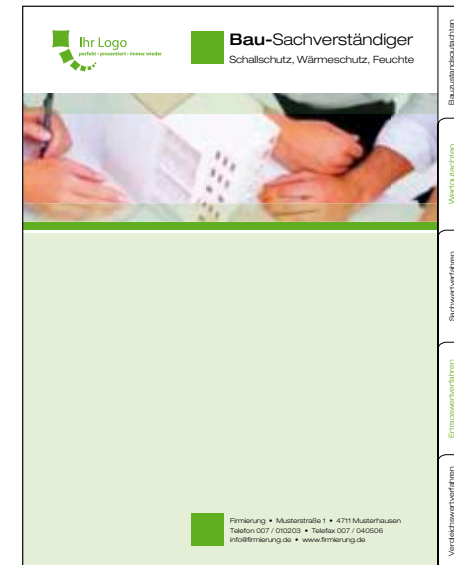 Ihr Logo
perfekt - presentiert - immer wieder
Bau-Sachverständiger
Schallschutz, Wärmeschutz, Feuchte
Bauzustandsgutachten
Wertgutachten
Sachwertverfahren
Ertragswertverfahren
Vergleichswertverfahren
Firmierung • Musterstraße 1 • 4711 Musterhausen
Telefon 007 / 010203 • Telefax 007 / 040506
info@firmierung.de • www.firmierung.de